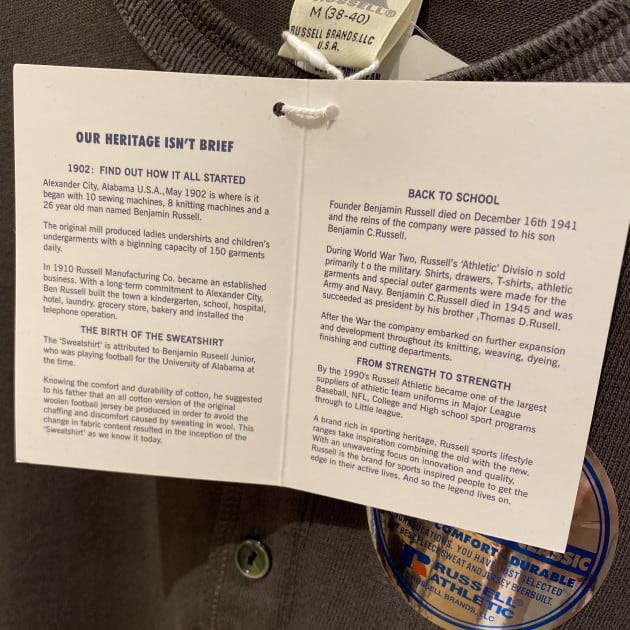 RUSSELL
M (38-40)
RUSSELL BRANDS.LLC
U.S.A.
OUR HERITAGE ISN'T BRIEF
1902: FIND OUT HOW IT ALL STARTED
Alexander City, Alabama U.S.A., May 1902 is where is it
began with 10 sewing machines, 8 knitting machines and a
26 year old man named Benjamin Russell.
The original mill produced ladies undershirts and children's
undergarments with a biginning capacity of 150 garments
daily.
In 1910 Russell Manufacturing Co. became an established
business. With a long-term commitment to Alexander City,
Ben Russell built the town a kindergarten, school, hospital,
hotel, laundry, grocery store, bakery and installed the
telephone operation.
THE BIRTH OF THE SWEATSHIRT
The 'Sweatshirt' is attributed to Benjamin Ruseell Junior,
who was playing football for the University of Alabama at
the time.
Knowing the comfort and durability of cotton, he suggested
to his father that an all cotton version of the original
woolen football jersey be produced in order to avoid the
chaffing and discomfort caused by sweating in wool. This
change in fabric content resulted in the inception of the
'Sweatshirt' as we know it today.
BACK TO SCHOOL
Founder Benjamin Russell died on December 16th 1941
and the reins of the company were passed to his son
Benjamin C.Russell.
During World War Two, Russell's 'Athletic' Divisio n sold
primarily t o the military. Shirts, drawers, T-shirts, athletic
garments and special outer garments were made for the
Army and Navy. Benjamin C.Russell died in 1945 and was
succeeded as president by his brother ,Thomas D.Rusell.
After the War the company embarked on further expansion
and development throughout its knitting, weaving, dyeing,
finishing and cutting departments.
FROM STRENGTH TO STRENGTH
By the 1990's Russell Athletic became one of the largest
suppliers of athletic team uniforms in Major League
Baseball, NFL, College and High school sport programs
through to Little league.
A brand rich in sporting heritage, Russell sports lifestyle
ranges take inspiration combining the old with the new.
With an unwavering focus on innovation and quality,
Russell is the brand for sports inspired people to get the
edge in their active lives. And so the legend lives on.
CLASSIC
COMFORT DURABLE
YOU HAVE JUST SELECTED
BEST FLEECE SWEAT AND JERSEY EVERBUILT.
RUSSELL
ATHLETIC
RUSSELL BRANDS, LLC